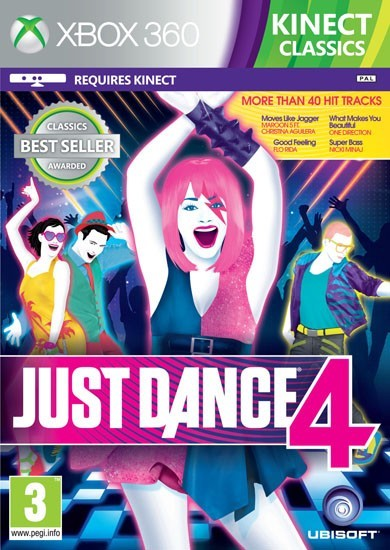 XBOX 360
KINECT
CLASSICS
REQUIRES KINECT
PAL
MORE THAN 40 HIT TRACKS
Moves Like Jagger
MAROON 5 FT.
CHRISTINA AGUILERA
What Makes You
Beautiful
ONE DIRECTION
Good Feeling
FLO RIDA
Super Bass
NICKI MINAJ
CLASSICS
BEST SELLER
AWARDED
JUST DANCE 4
3
www.pegi.info
UBISOFT